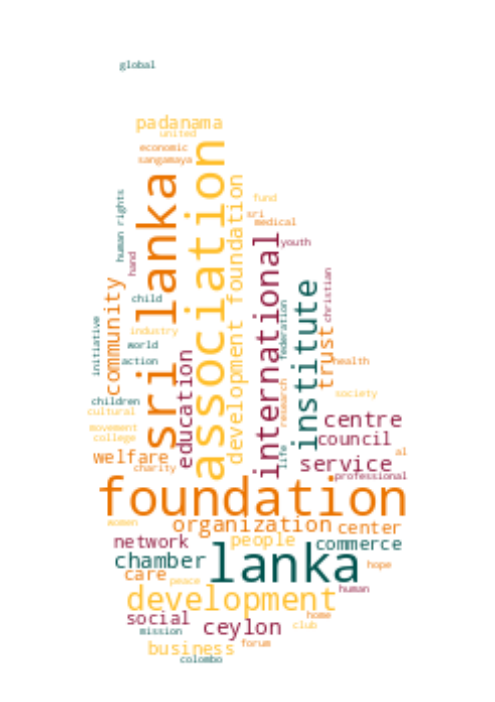 global
padanama
united
economic
sangamaya
sri lanka
association
development foundation
fund
sri
medical
human rights
hand
youth
international
community
child
institute
christian
federation
initiative
industry
world
action
education
trust
health
research
children
cultural
society
movement
college
centre
council
life
welfare
charity
service
al
professional
foundation
women
organization
center
network
people
commerce
chamber
lanka
hope
care
peace
human
development
social
home
mission
ceylon
club
business
forum
colombo